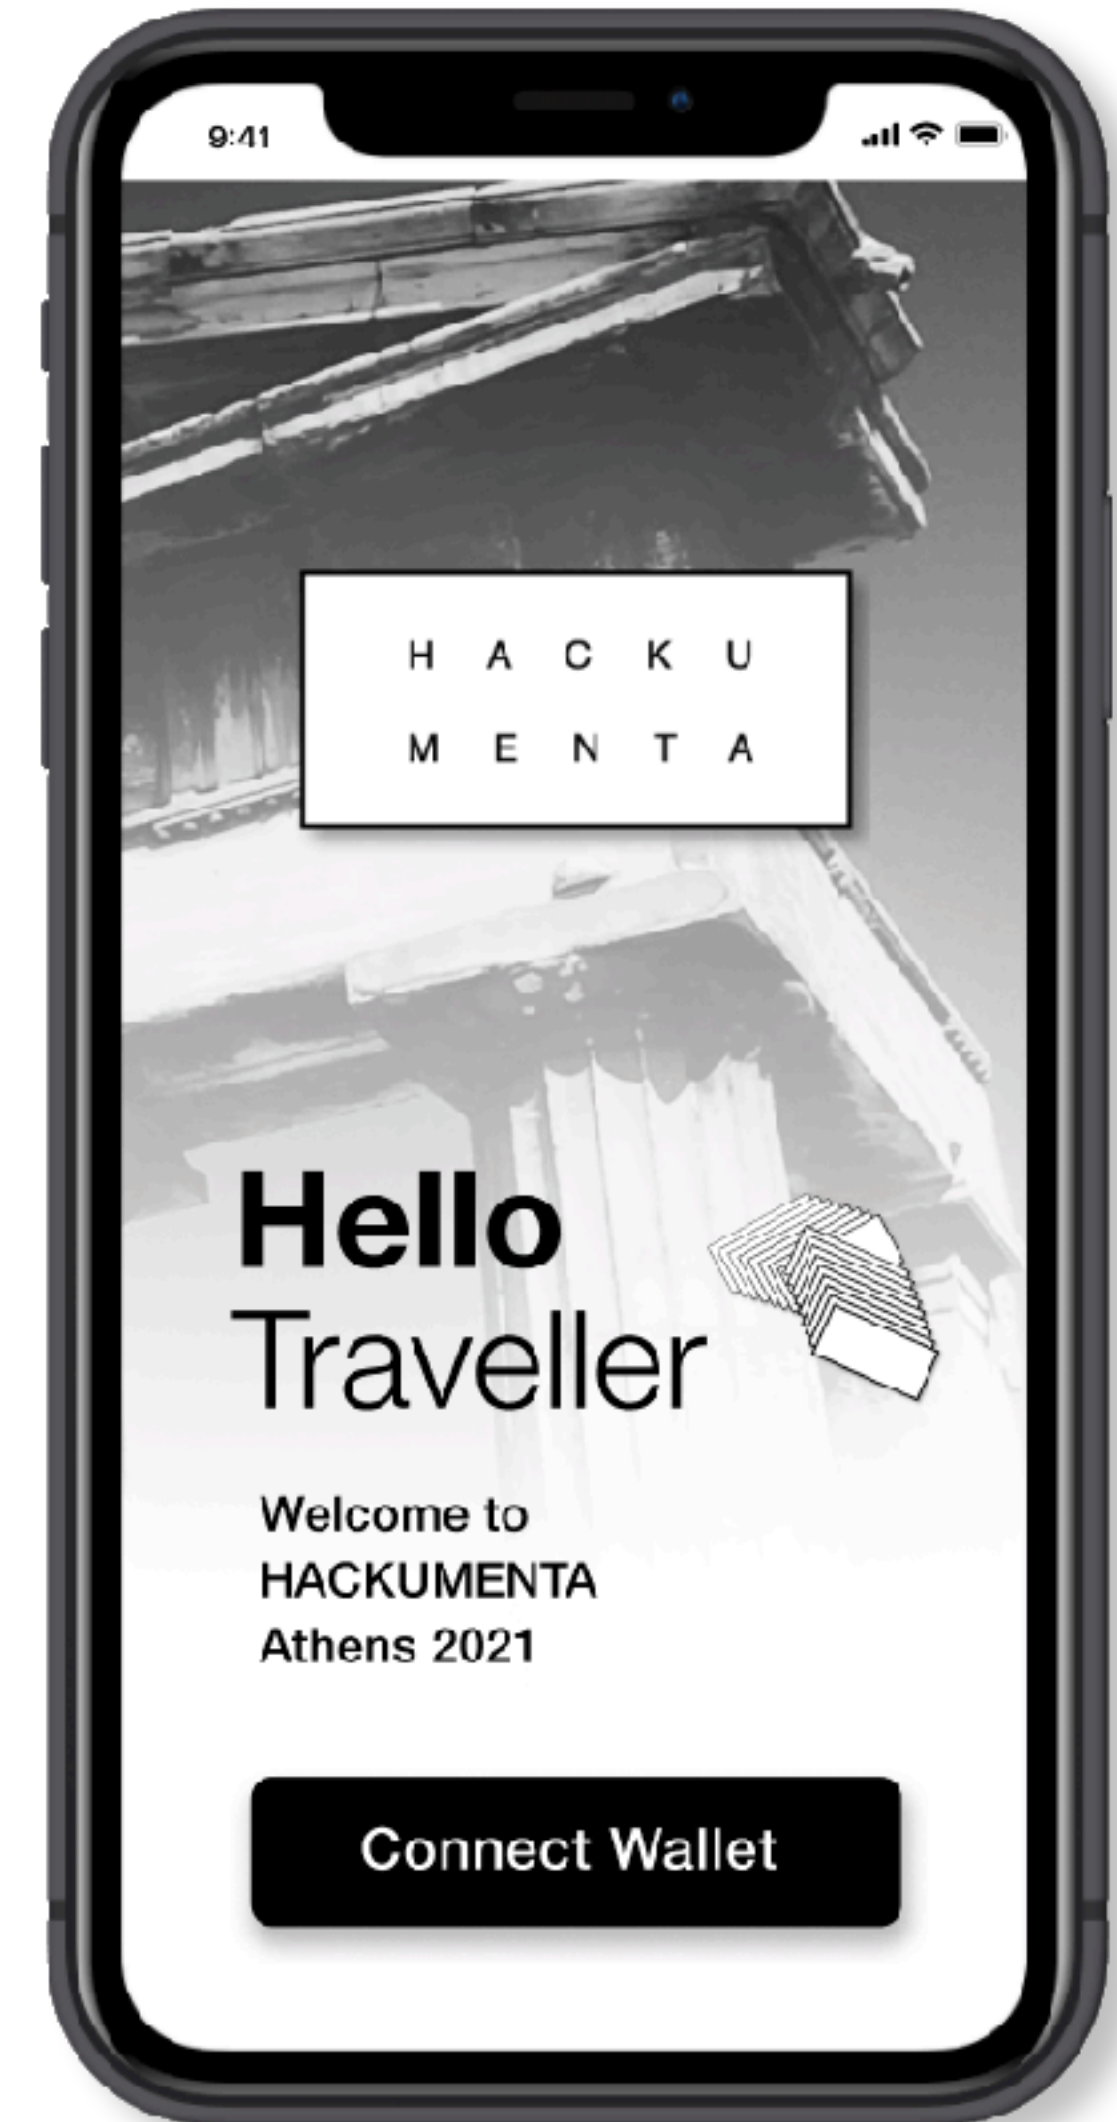 9:41
H A C K U
M E N T A
Hello
Traveller
Welcome to
HACKUMENTA
Athens 2021
Connect Wallet